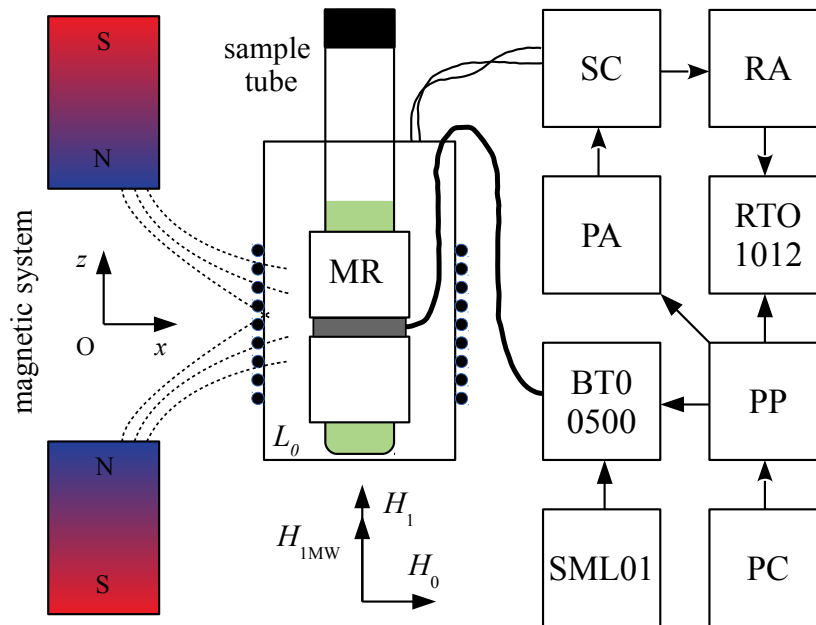 S
N
magnetic system
z
O
x
N
S
sample
tube
MR
L0
H1
H1MW
H0
SC
RA
PA
RTO
1012
BT0
0500
PP
SML01
PC